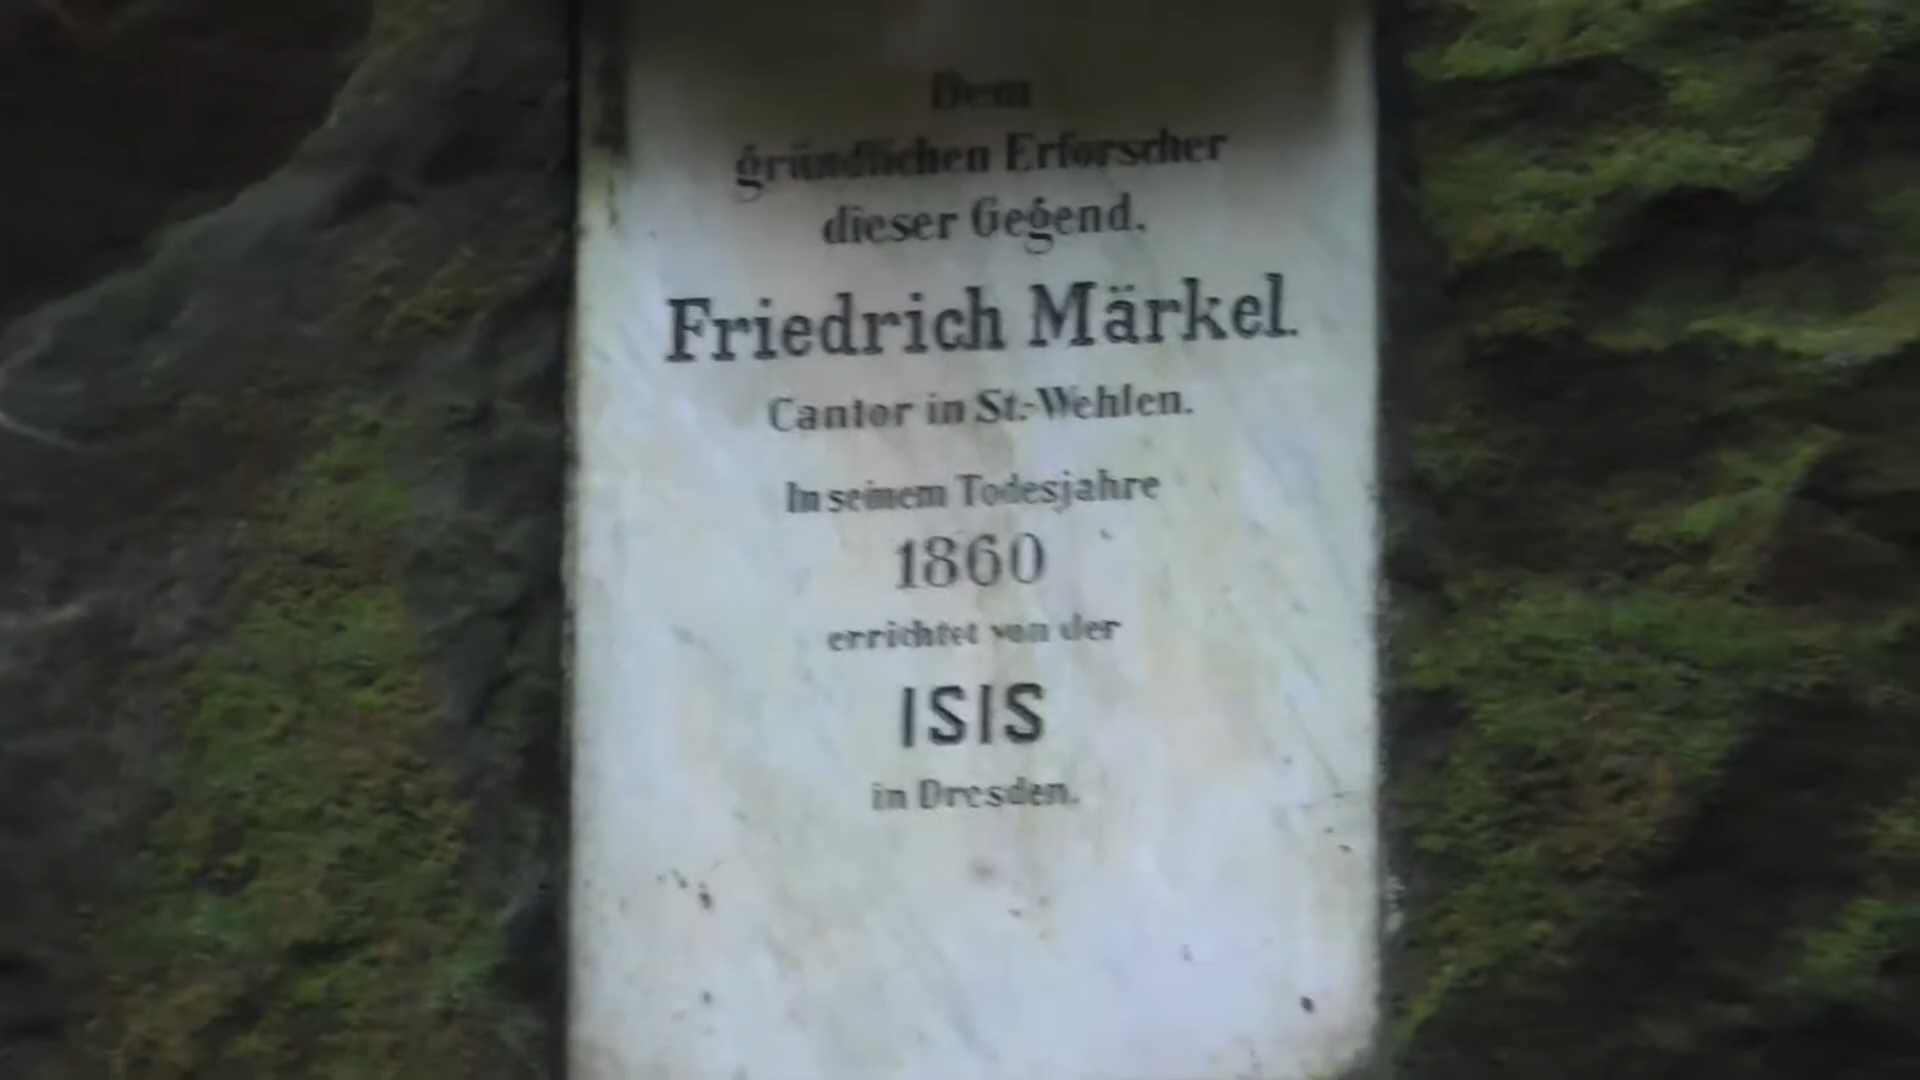 Dem
gründlichen Erforscher
dieser Gegend.
Friedrich Märkel.
Cantor in St.-Wehlen.
In seinem Todesjahre
1860
errichtet von der
ISIS
in Dresden.